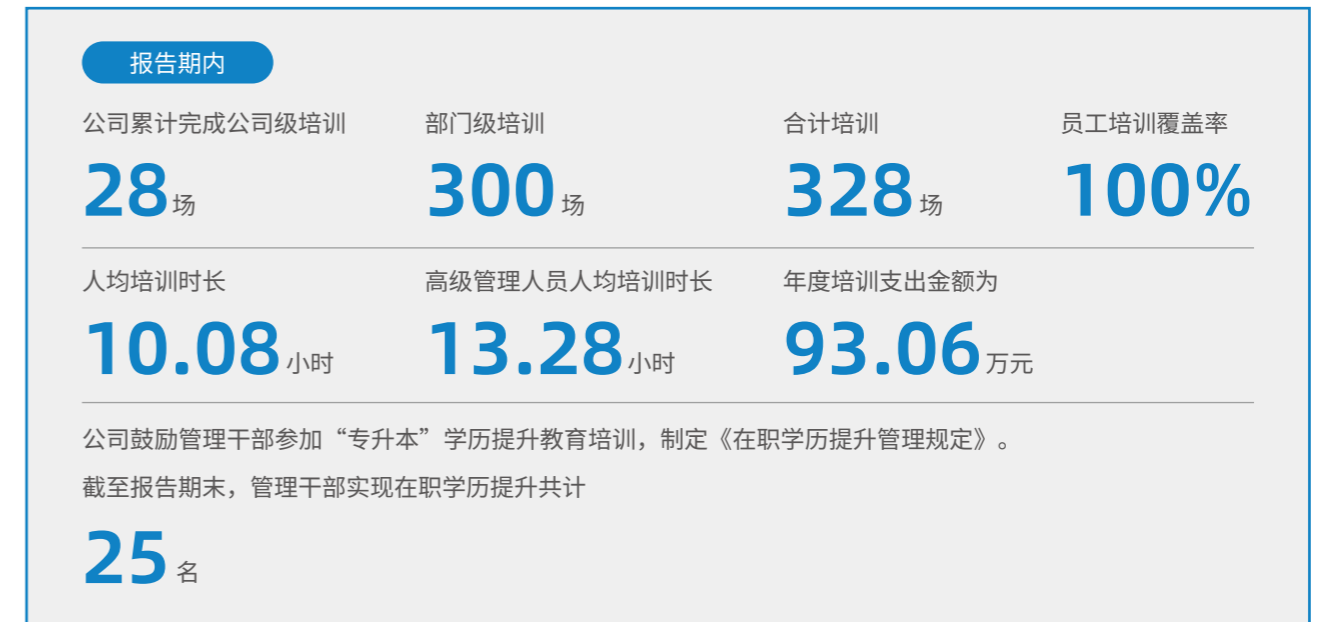 报告期内
公司累计完成公司级培训 部门级培训 合计培训 员工培训覆盖率
28场 300场 328场 100%
人均培训时长 高级管理人员人均培训时长 年度培训支出金额为
10.08小时 13.28小时 93.06万元
公司鼓励管理干部参加“专升本”学历提升教育培训，制定《在职学历提升管理规定》。
截至报告期末，管理干部实现在职学历提升共计
25名